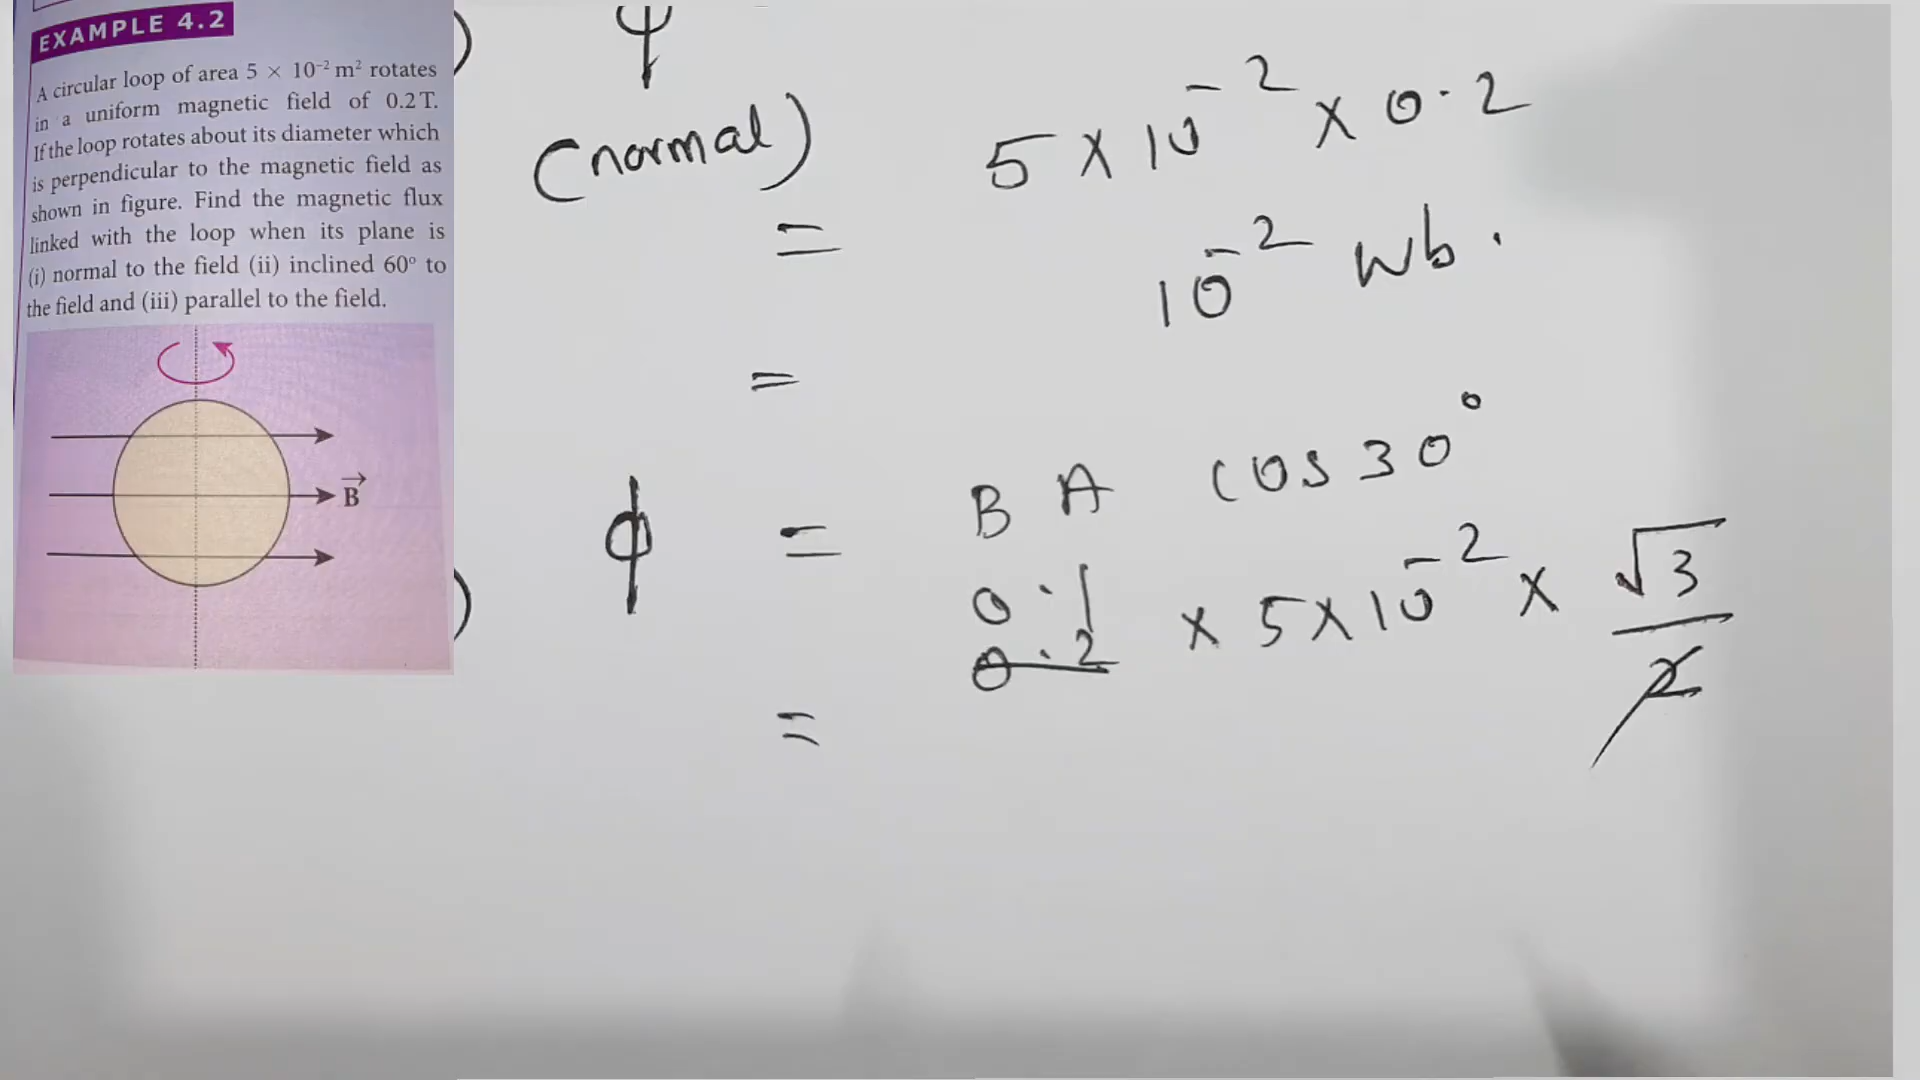 EXAMPLE 4.2
A circular loop of area 5 × 10⁻² m² rotates
in a uniform magnetic field of 0.2 T.
If the loop rotates about its diameter which
is perpendicular to the magnetic field as
shown in figure. Find the magnetic flux
linked with the loop when its plane is
(i) normal to the field (ii) inclined 60° to
the field and (iii) parallel to the field.
B⃗
) φ
(normal) = 5 × 10⁻² × 0.2
= 10⁻² wb.
) φ = B A cos 30°
0.1
= 0.2 × 5 × 10⁻² × √3/2